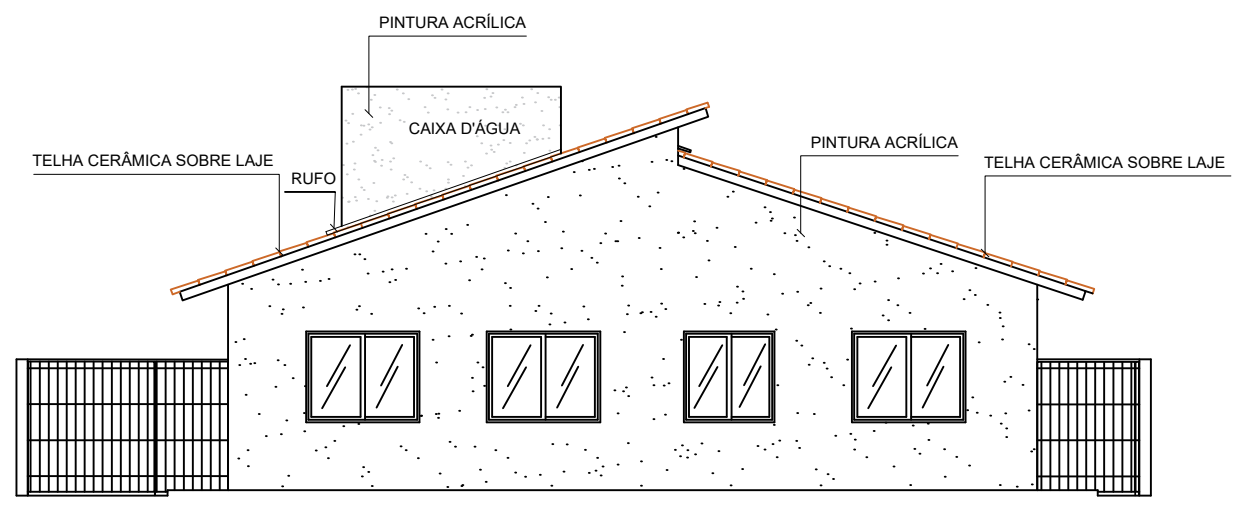 PINTURA ACRÍLICA
CAIXA D'ÁGUA
PINTURA ACRÍLICA
TELHA CERÂMICA SOBRE LAJE
TELHA CERÂMICA SOBRE LAJE
RUFO